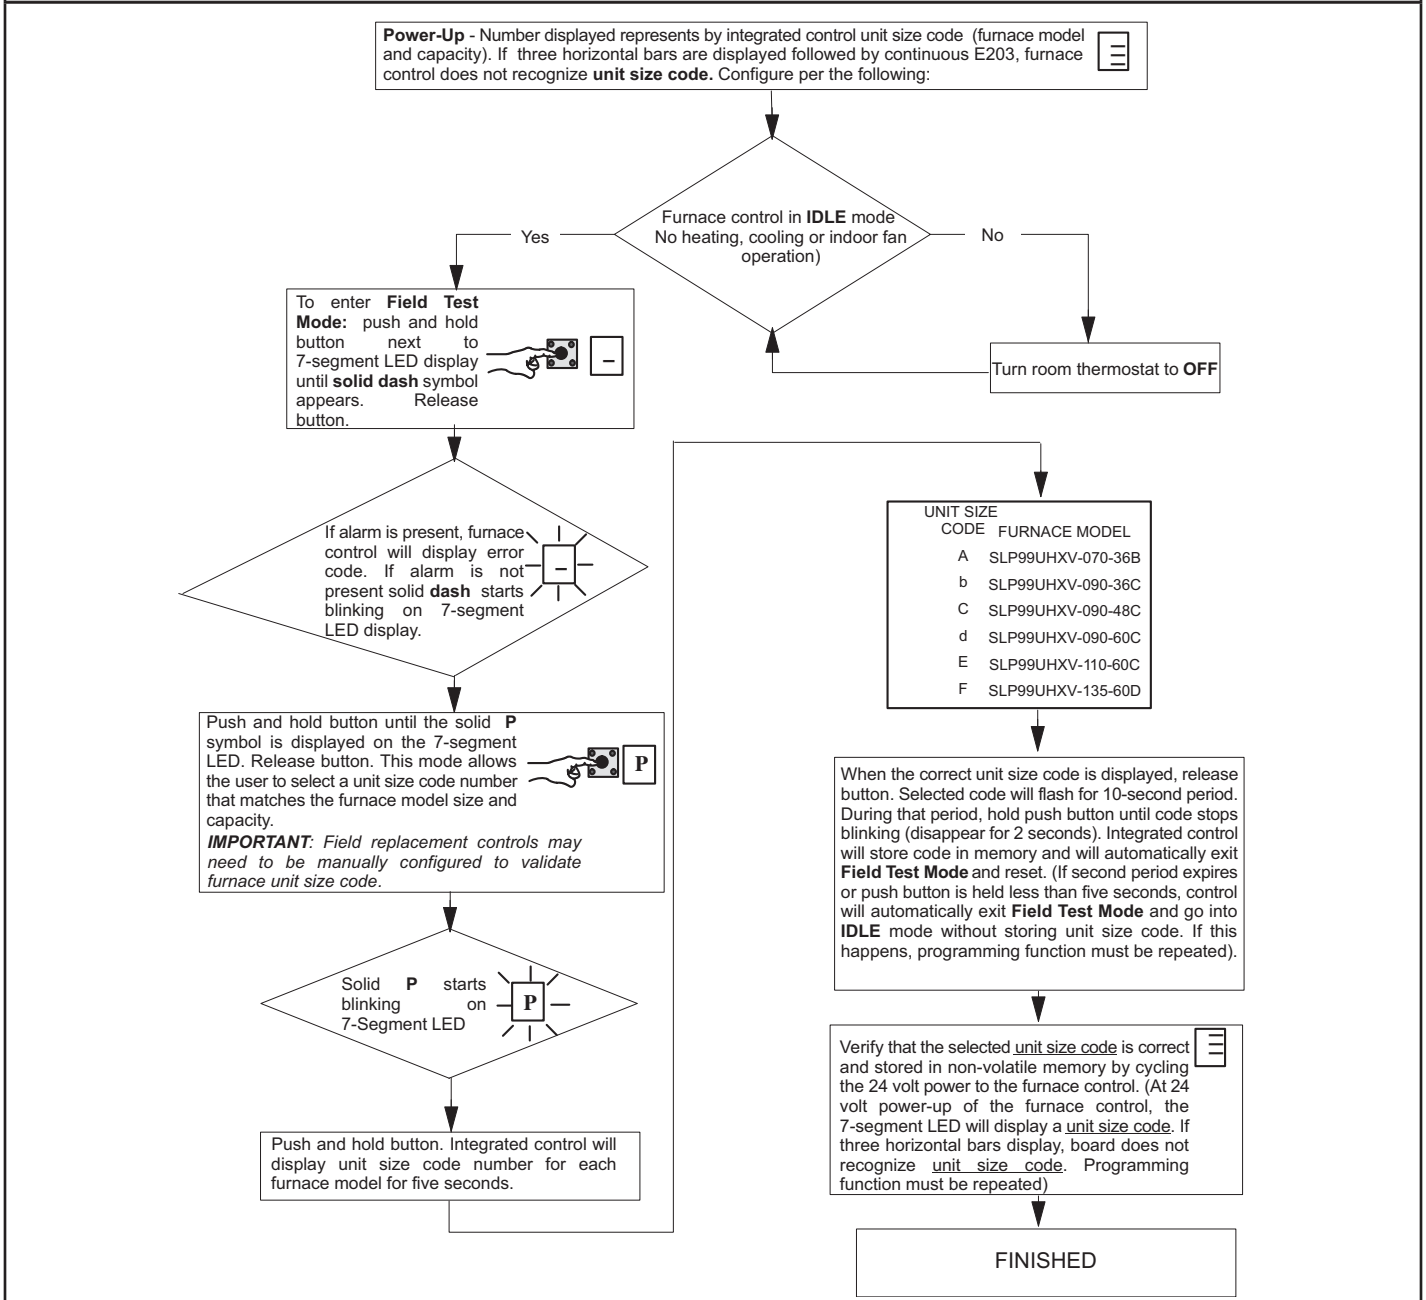 Power-Up - Number displayed represents by integrated control unit size code (furnace model
and capacity). If three horizontal bars are displayed followed by continuous E203, furnace
control does not recognize unit size code. Configure per the following:
Furnace control in IDLE mode
No heating, cooling or indoor fan
operation)
Yes
No
Turn room thermostat to OFF
To enter Field Test
Mode: push and hold
button next to
7-segment LED display
until solid dash symbol
appears. Release
button.
If alarm is present, furnace
control will display error
code. If alarm is not
present solid dash starts
blinking on 7-segment
LED display.
Push and hold button until the solid P
symbol is displayed on the 7-segment
LED. Release button. This mode allows
the user to select a unit size code number
that matches the furnace model size and
capacity.
IMPORTANT: Field replacement controls may
need to be manually configured to validate
furnace unit size code.
P
Solid P starts
blinking on
7-Segment LED
P
Push and hold button. Integrated control will
display unit size code number for each
furnace model for five seconds.
UNIT SIZE
CODE FURNACE MODEL
A SLP99UHXV-070-36B
b SLP99UHXV-090-36C
C SLP99UHXV-090-48C
d SLP99UHXV-090-60C
E SLP99UHXV-110-60C
F SLP99UHXV-135-60D
When the correct unit size code is displayed, release
button. Selected code will flash for 10-second period.
During that period, hold push button until code stops
blinking (disappear for 2 seconds). Integrated control
will store code in memory and will automatically exit
Field Test Mode and reset. (If second period expires
or push button is held less than five seconds, control
will automatically exit Field Test Mode and go into
IDLE mode without storing unit size code. If this
happens, programming function must be repeated).
Verify that the selected unit size code is correct
and stored in non-volatile memory by cycling
the 24 volt power to the furnace control. (At 24
volt power-up of the furnace control, the
7-segment LED will display a unit size code. If
three horizontal bars display, board does not
recognize unit size code. Programming
function must be repeated)
FINISHED